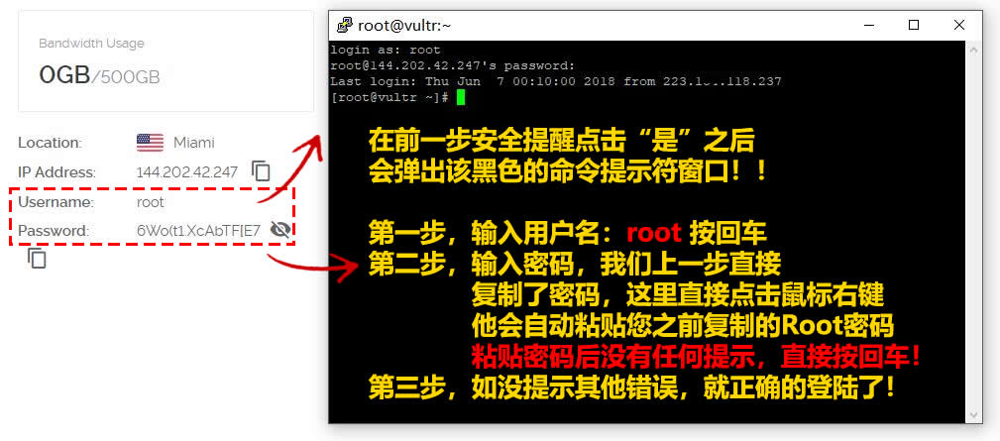 Bandwidth Usage
0GB/500GB
Location:
Miami
IP Address:
144.202.42.247
Username:
root
Password:
6Wo(t1.XcAbTF[E7
root@vultr:~
login as: root
root@144.202.42.247's password:
Last login: Thu Jun  7 00:10:00 2018 from 223.1 .118.237
[root@vultr ~]#
在前一步安全提醒点击“是”之后
会弹出该黑色的命令提示符窗口！！
第一步，输入用户名：root 按回车
第二步，输入密码，我们上一步直接
复制了密码，这里直接点击鼠标右键
他会自动粘贴您之前复制的Root密码
粘贴密码后没有任何提示，直接按回车！
第三步，如没提示其他错误，就正确的登陆了！